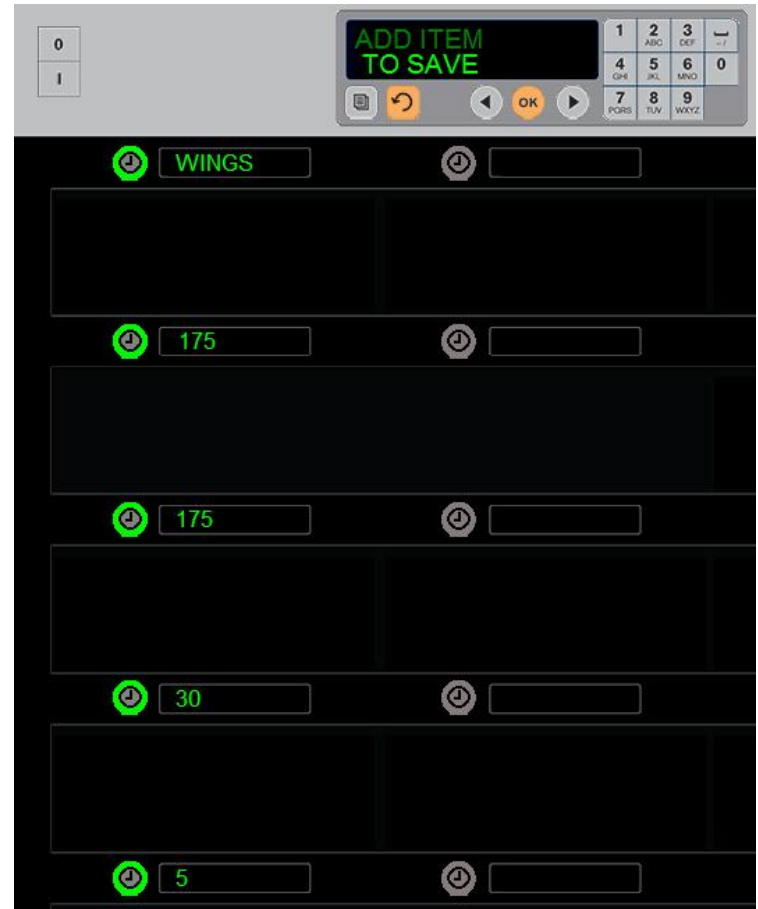 0
I
ADD ITEM
TO SAVE
1 2 3
ABC DEF -/
4 5 6 0
GHI JKL MNO
7 8 9
PQRS TUV WXYZ
OK
WINGS
175
175
30
5